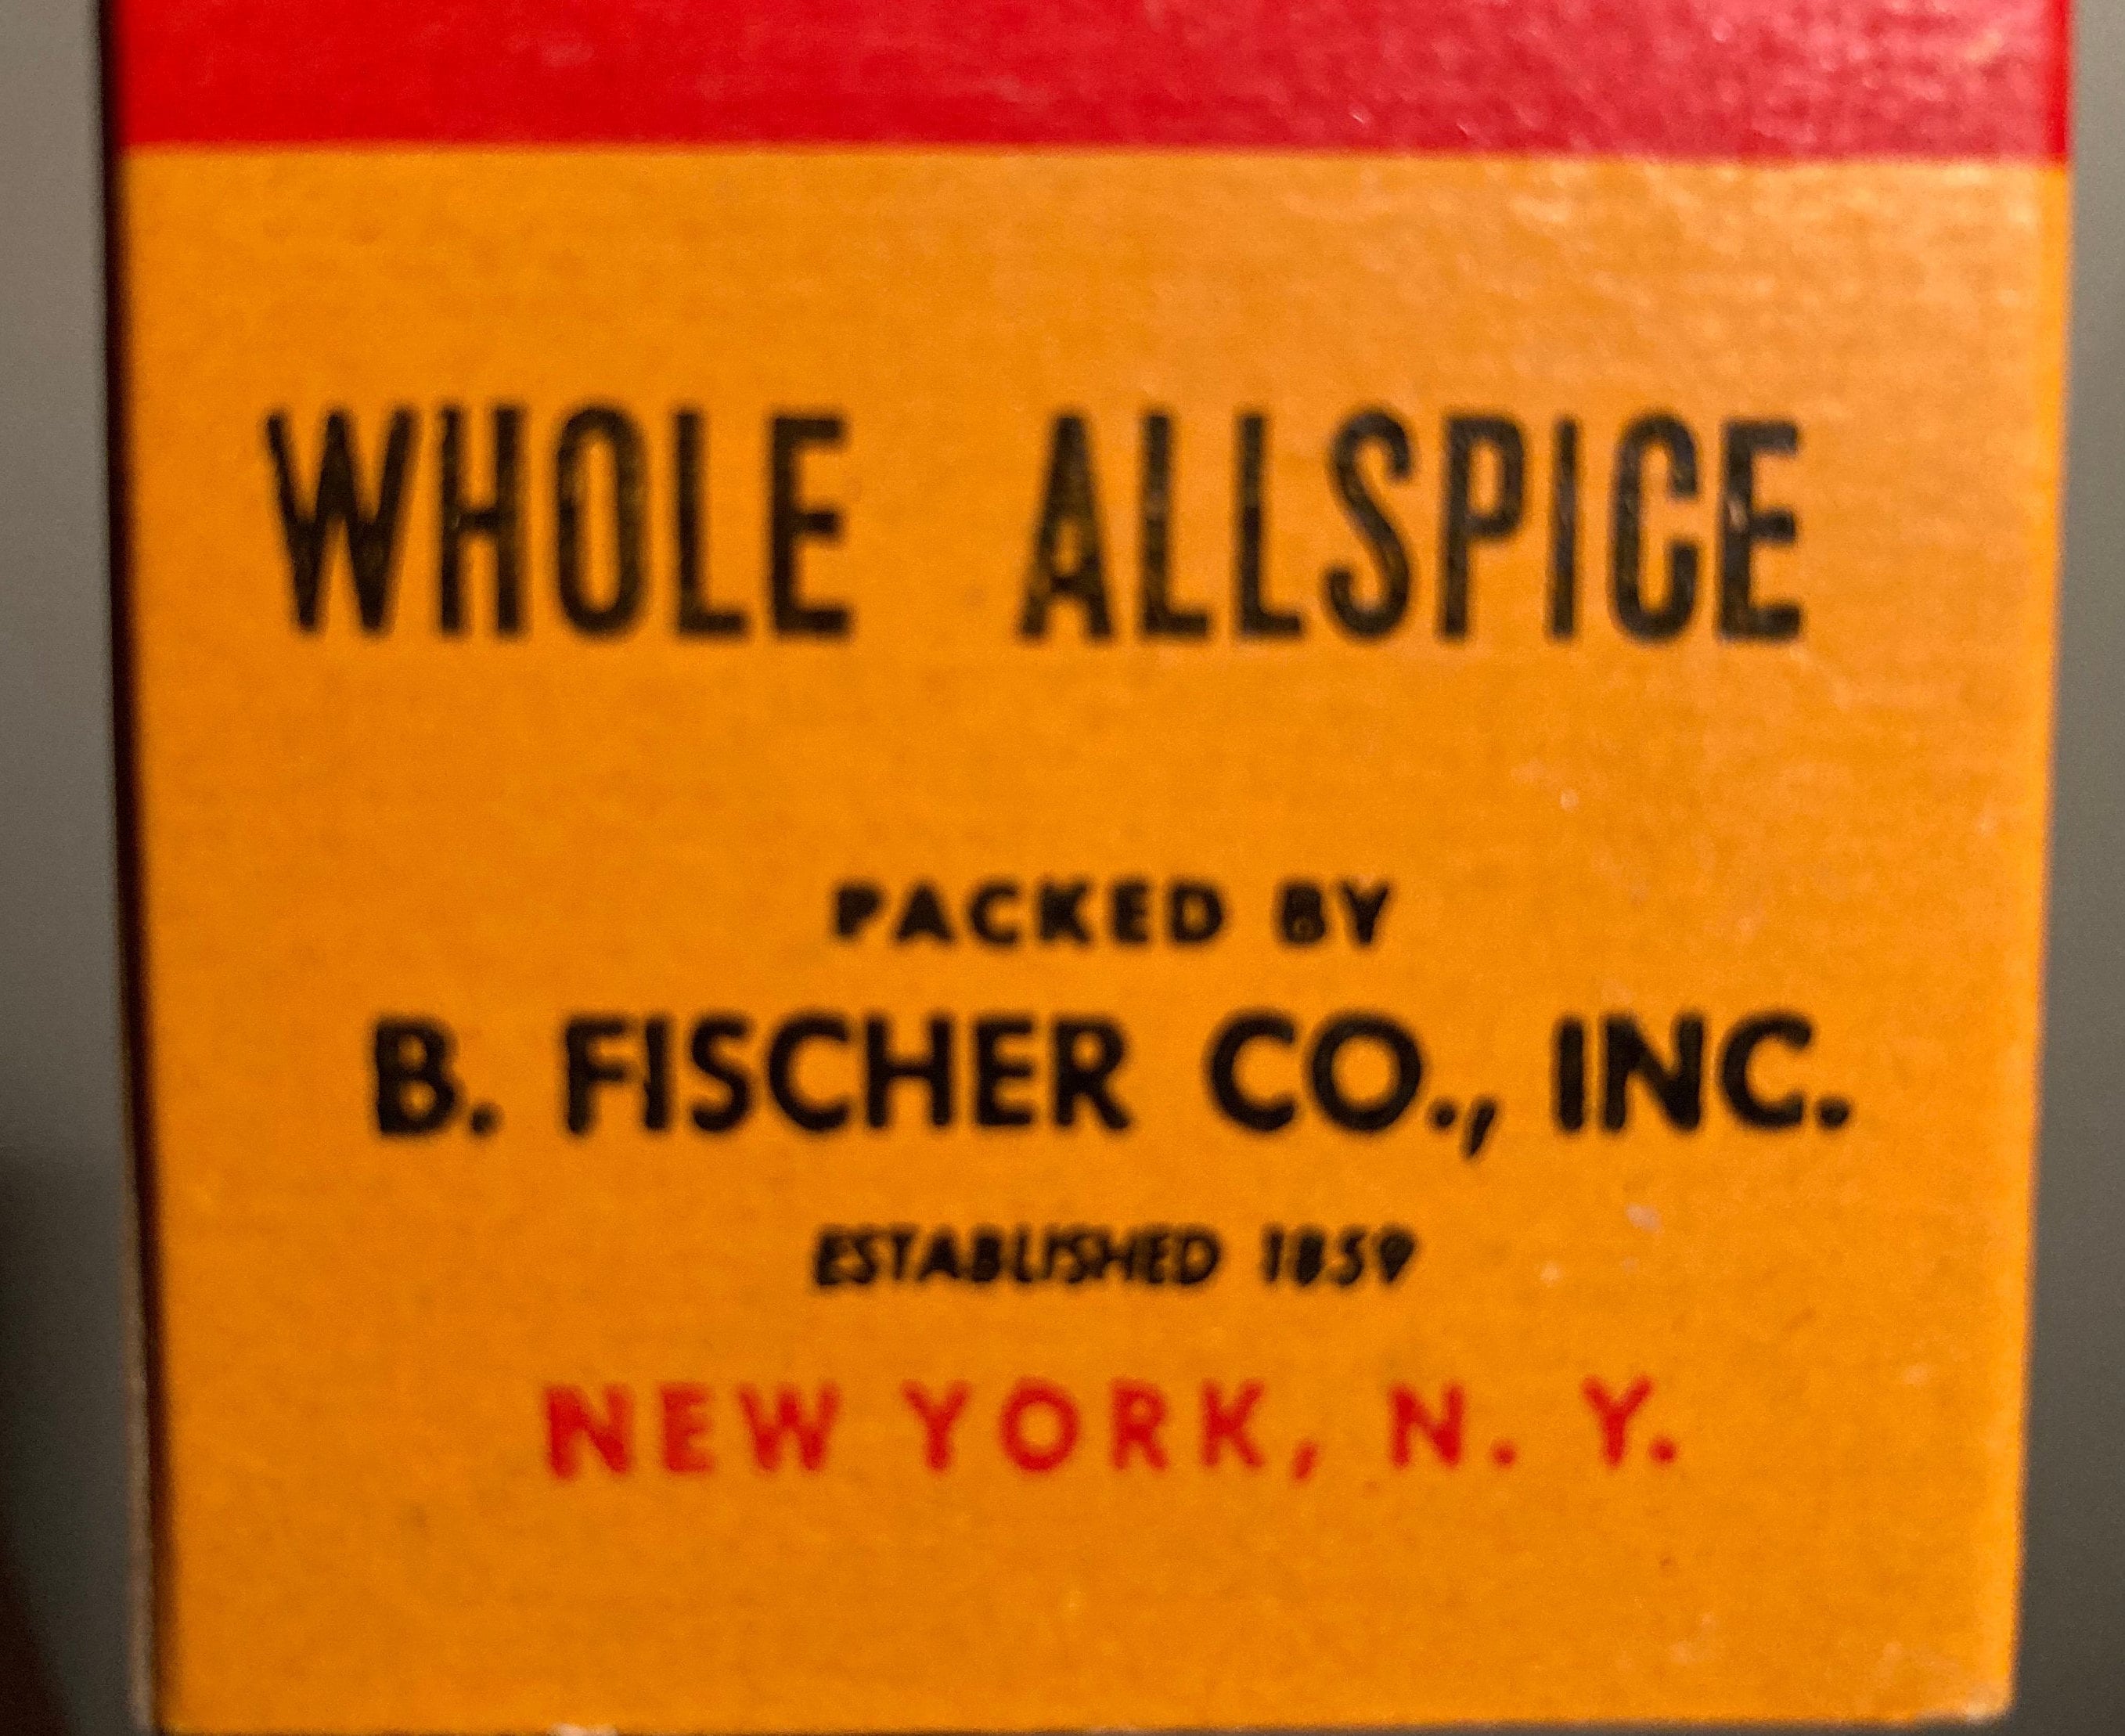 WHOLE ALLSPICE
PACKED BY
B. FISCHER CO., INC.
ESTABLISHED 1859
NEW YORK, N. Y.